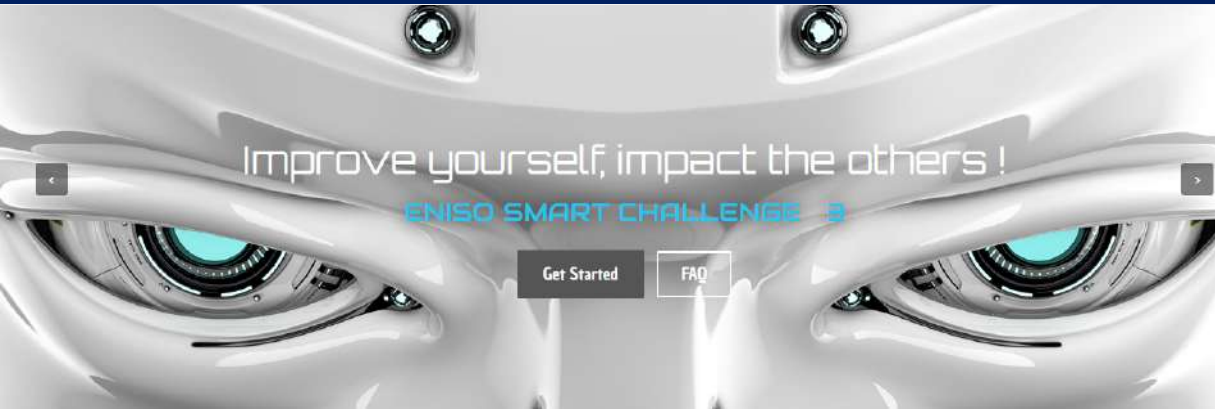 Improve yourself, impact the others !
ENISO SMART CHALLENGE 3
Get Started
FAQ